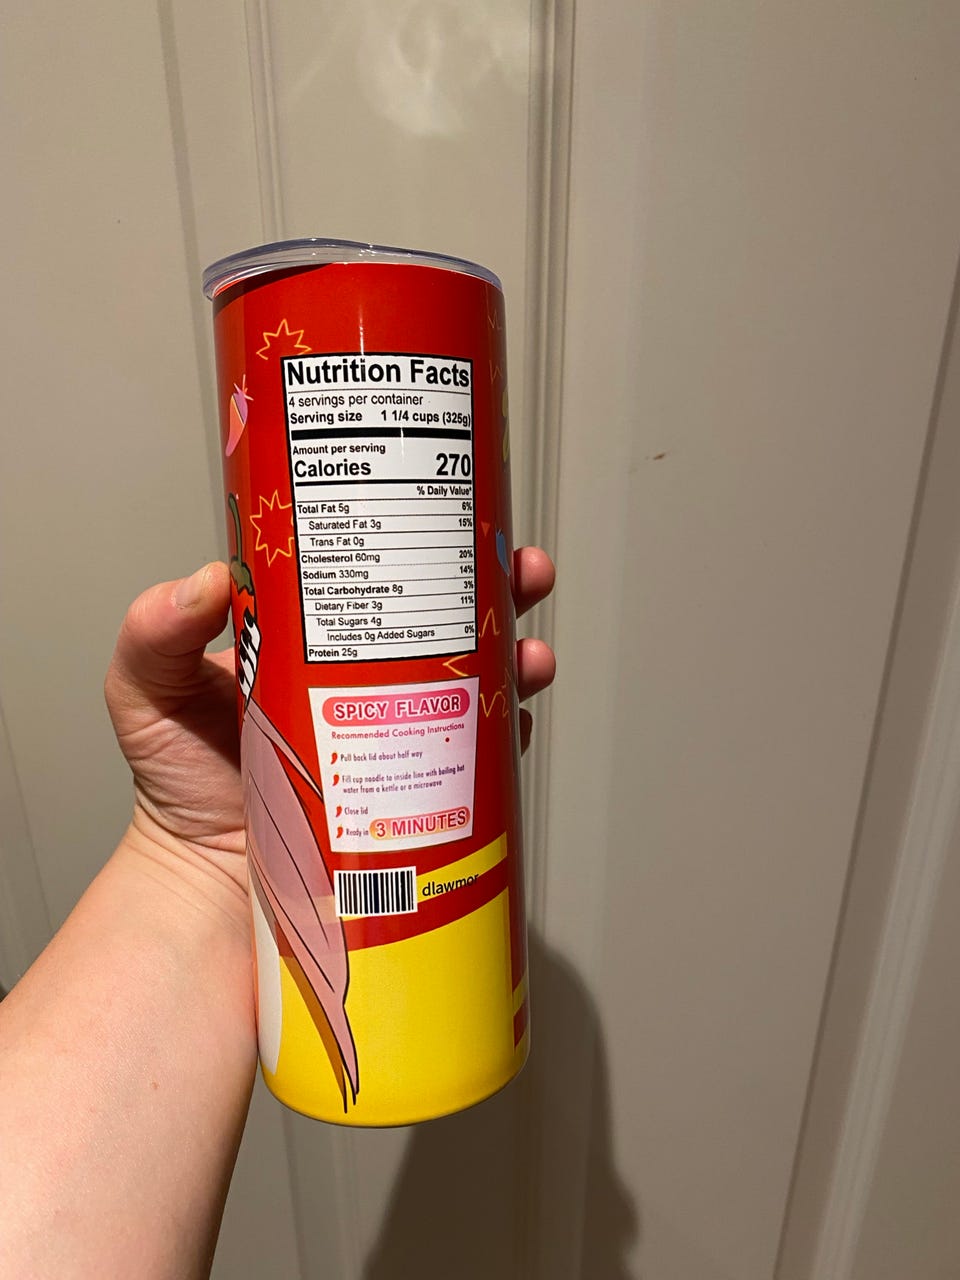 Nutrition Facts
4 servings per container
Serving size 1 1/4 cups (325g)
Amount per serving
Calories 270
% Daily Value*
Total Fat 5g 6%
Saturated Fat 3g 15%
Trans Fat 0g
Cholesterol 60mg 20%
Sodium 330mg 14%
Total Carbohydrate 8g 3%
Dietary Fiber 3g 11%
Total Sugars 4g
Includes 0g Added Sugars 0%
Protein 25g
SPICY FLAVOR
Recommended Cooking Instructions
Pull back lid about half way
Fill cup noodle to inside line with boiling hot
water from a kettle or a microwave
Close lid
Ready in 3 MINUTES
dlawmor